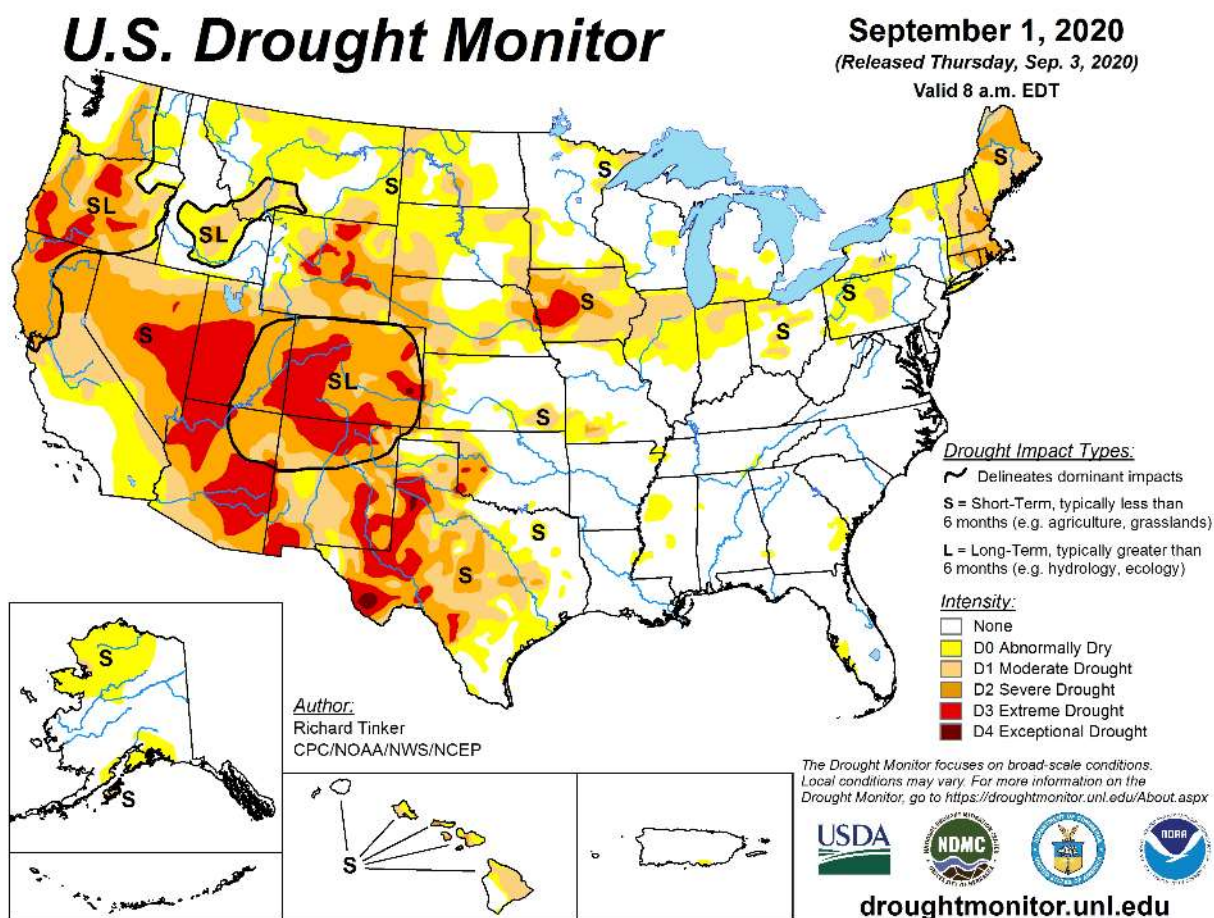 U.S. Drought Monitor
September 1, 2020
(Released Thursday, Sep. 3, 2020)
Valid 8 a.m. EDT
S
S
S
SL
SL
S
S
S
S
SL
S
S
S
Drought Impact Types:
Delineates dominant impacts
S = Short-Term, typically less than
6 months (e.g. agriculture, grasslands)
L = Long-Term, typically greater than
6 months (e.g. hydrology, ecology)
Intensity:
None
D0 Abnormally Dry
D1 Moderate Drought
D2 Severe Drought
D3 Extreme Drought
D4 Exceptional Drought
S
S
Author:
Richard Tinker
CPC/NOAA/NWS/NCEP
S
The Drought Monitor focuses on broad-scale conditions.
Local conditions may vary. For more information on the
Drought Monitor, go to https://droughtmonitor.unl.edu/About.aspx
USDA
NDMC
NOAA
droughtmonitor.unl.edu